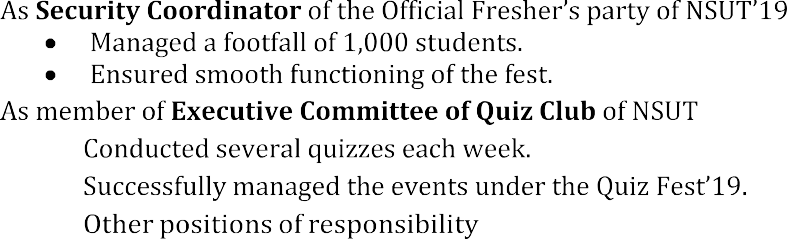 As Security Coordinator of the Official Fresher’s party of NSUT’19
• Managed a footfall of 1,000 students.
• Ensured smooth functioning of the fest.
As member of Executive Committee of Quiz Club of NSUT
Conducted several quizzes each week.
Successfully managed the events under the Quiz Fest’19.
Other positions of responsibility